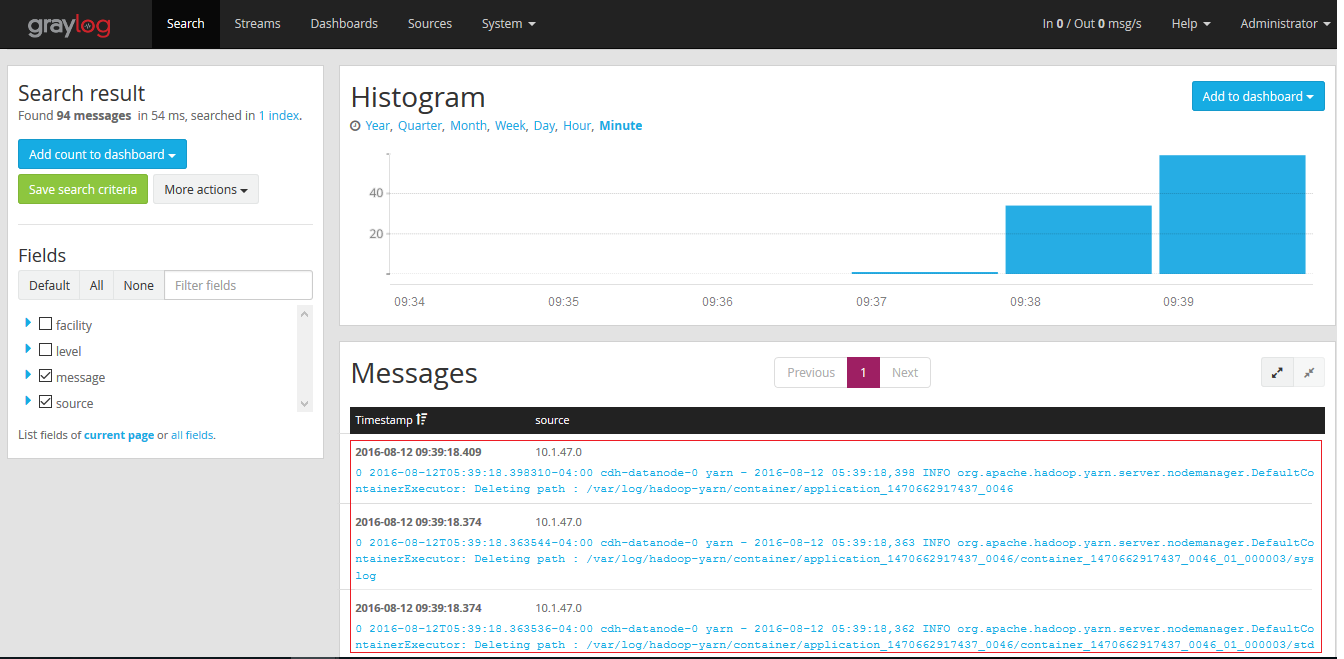 graylog Search Streams Dashboards Sources System In 0 / Out 0 msg/s Help Administrator
Search result
Found 94 messages in 54 ms, searched in 1 index.
Add count to dashboard
Save search criteria More actions
Fields
Default All None Filter fields
facility
level
message
source
List fields of current page or all fields.
Histogram
Add to dashboard
Year, Quarter, Month, Week, Day, Hour, Minute
40
20
09:34 09:35 09:36 09:37 09:38 09:39
Messages
Previous 1 Next
Timestamp source
2016-08-12 09:39:18.409 10.1.47.0
0 2016-08-12T05:39:18.398310-04:00 cdh-datanode-0 yarn - 2016-08-12 05:39:18,398 INFO org.apache.hadoop.yarn.server.nodemanager.DefaultCo
ntainerExecutor: Deleting path : /var/log/hadoop-yarn/container/application_1470662917437_0046
2016-08-12 09:39:18.374 10.1.47.0
0 2016-08-12T05:39:18.363544-04:00 cdh-datanode-0 yarn - 2016-08-12 05:39:18,363 INFO org.apache.hadoop.yarn.server.nodemanager.DefaultCo
ntainerExecutor: Deleting path : /var/log/hadoop-yarn/container/application_1470662917437_0046/container_1470662917437_0046_01_000003/sys
log
2016-08-12 09:39:18.374 10.1.47.0
0 2016-08-12T05:39:18.363536-04:00 cdh-datanode-0 yarn - 2016-08-12 05:39:18,362 INFO org.apache.hadoop.yarn.server.nodemanager.DefaultCo
ntainerExecutor: Deleting path : /var/log/hadoop-yarn/container/application_1470662917437_0046/container_1470662917437_0046_01_000003/std